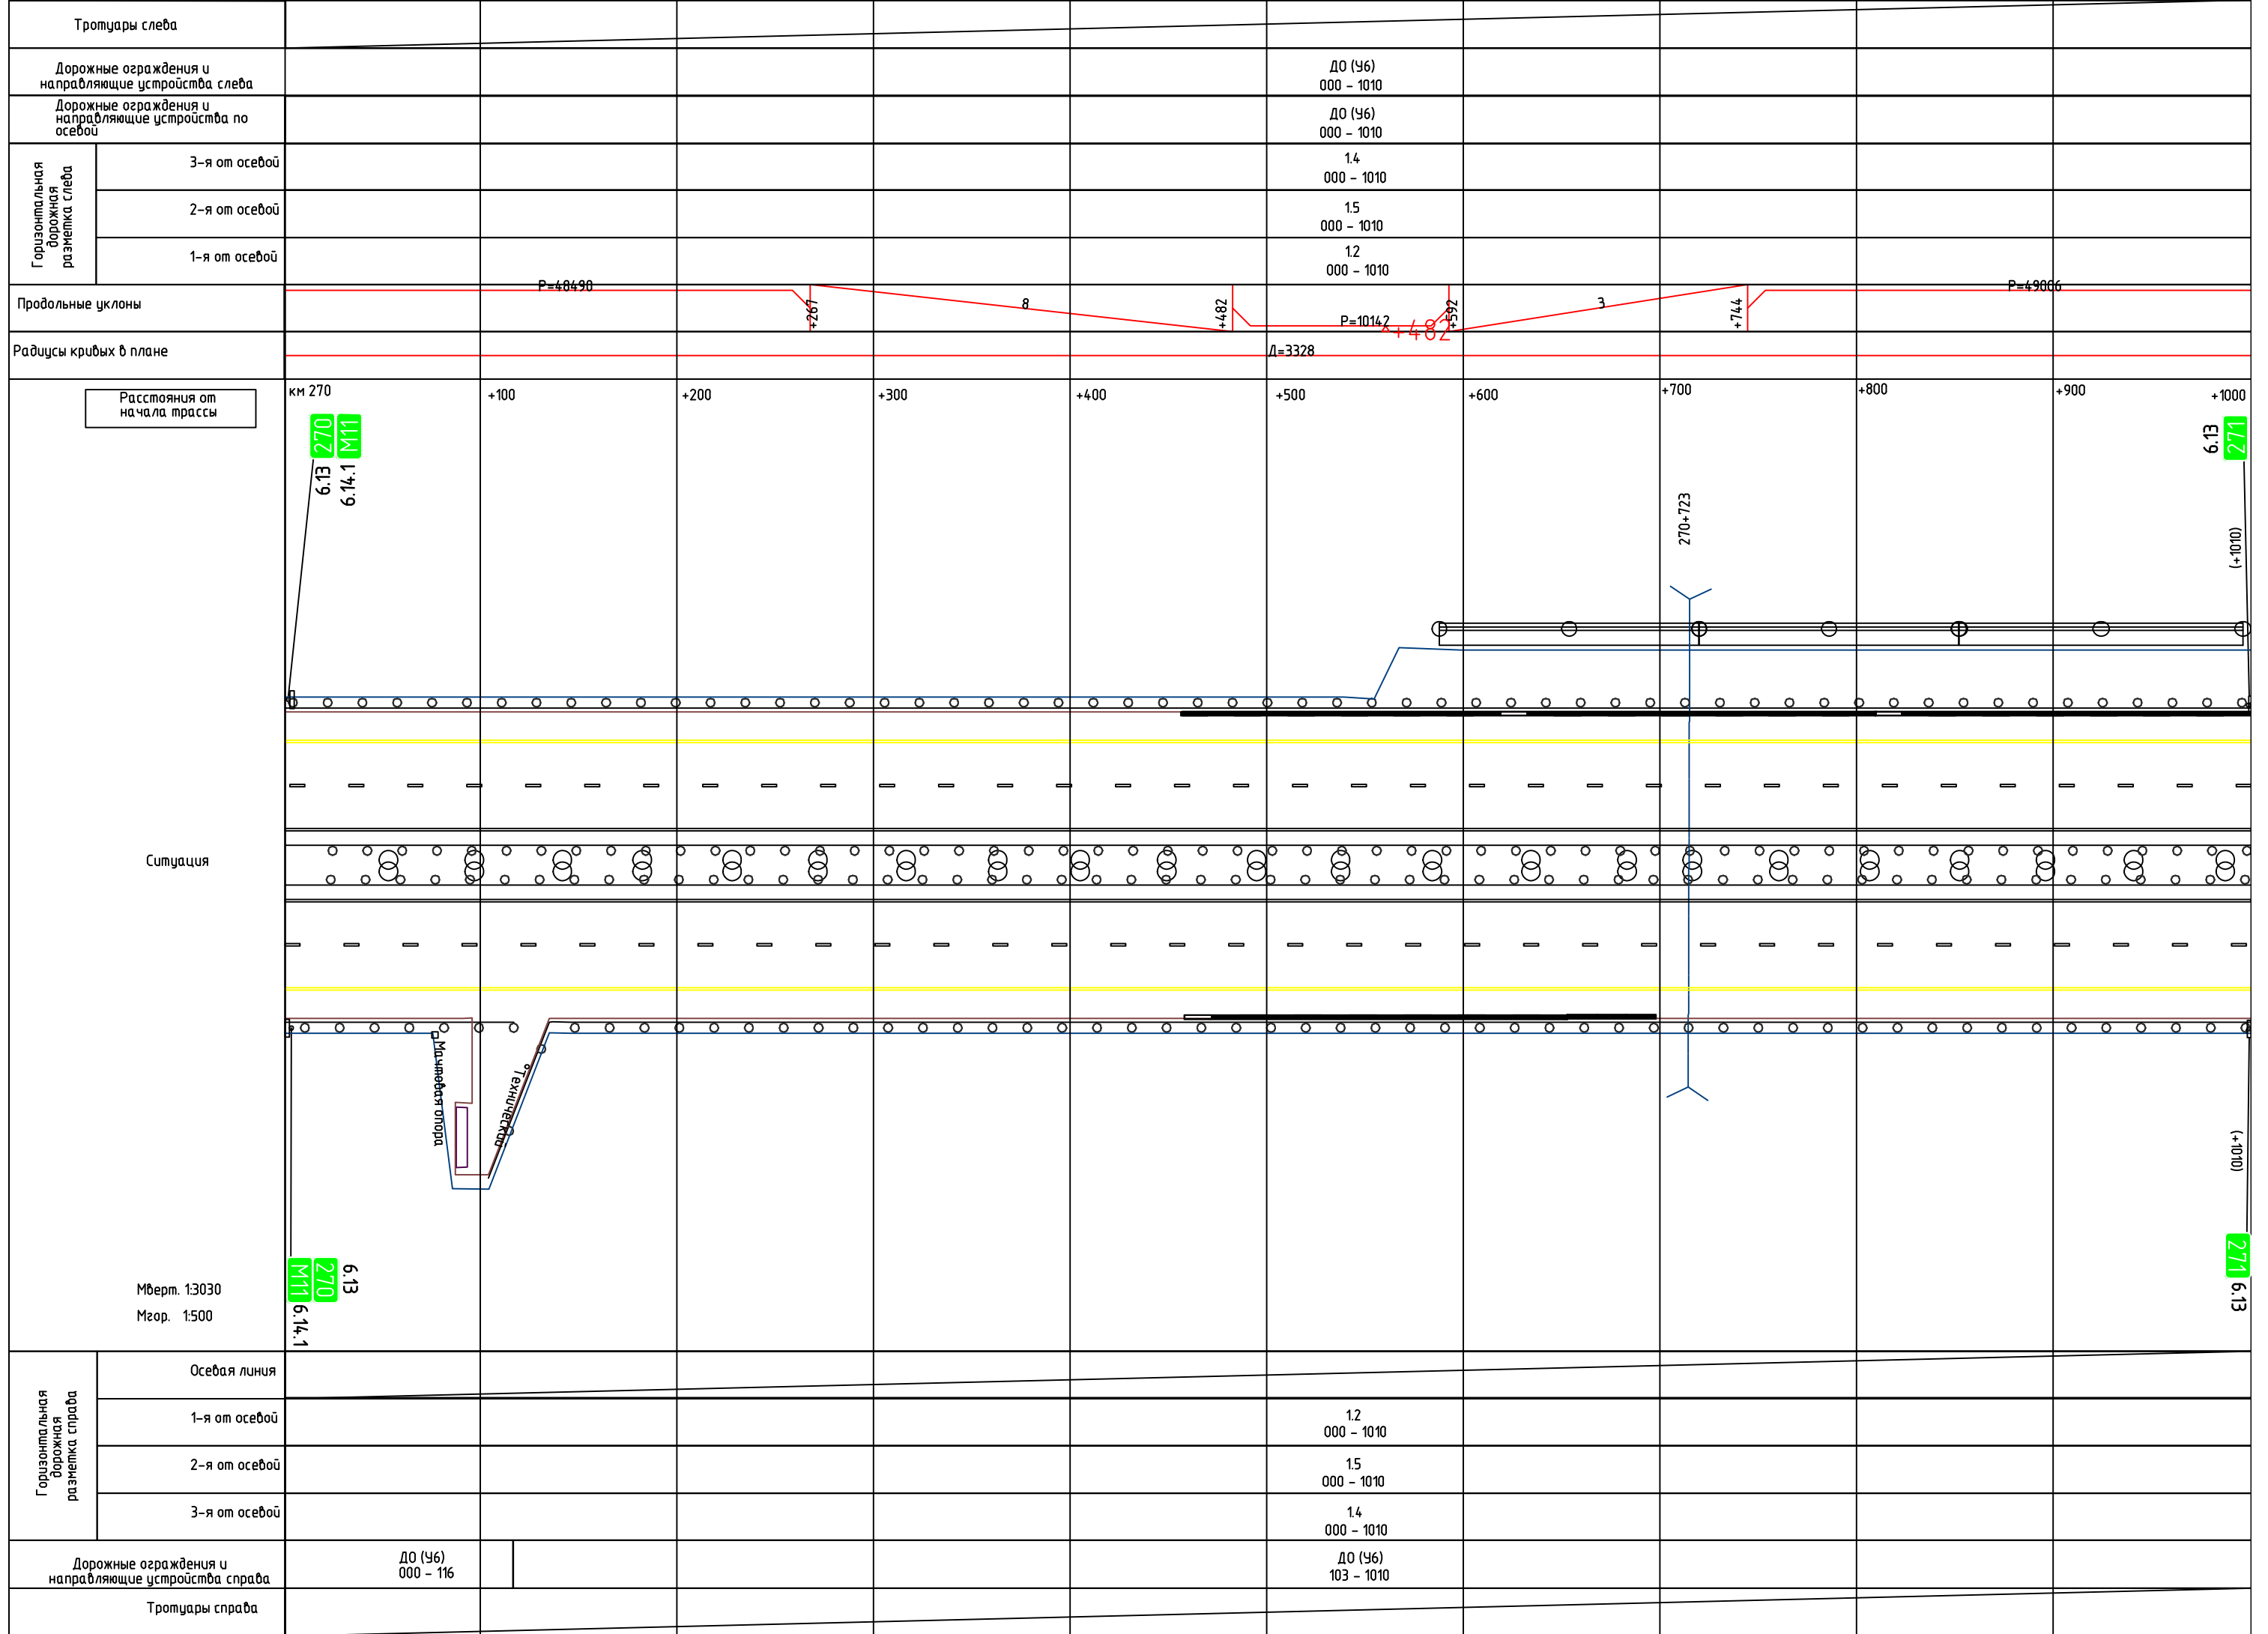 Тротуары слева
Дорожные ограждения и
направляющие устройства слева
ДО (У6)
000 - 1010
Дорожные ограждения и
направляющие устройства по
осевой
ДО (У6)
000 - 1010
Горизонтальная
дорожная
разметка слева
3-я от осевой
1.4
000 - 1010
2-я от осевой
1.5
000 - 1010
1-я от осевой
1.2
000 - 1010
Продольные уклоны
Р=48490
+267
8
+482
Р=10142
+482
+592
3
+744
Р=49006
Радиусы кривых в плане
Д=3328
Расстояния от
начала трассы
км 270
+100
+200
+300
+400
+500
+600
+700
+800
+900
+1000
270
М11
6.13
6.14.1
6.13
271
270+723
(+1010)
Ситуация
Мачтовая опора
Технический
(+1010)
М11
270
6.13
6.14.1
271
6.13
Мверт. 1:3030
Мгор. 1:500
Горизонтальная
дорожная
разметка справа
Осевая линия
1-я от осевой
1.2
000 - 1010
2-я от осевой
1.5
000 - 1010
3-я от осевой
1.4
000 - 1010
Дорожные ограждения и
направляющие устройства справа
ДО (У6)
000 - 116
ДО (У6)
103 - 1010
Тротуары справа